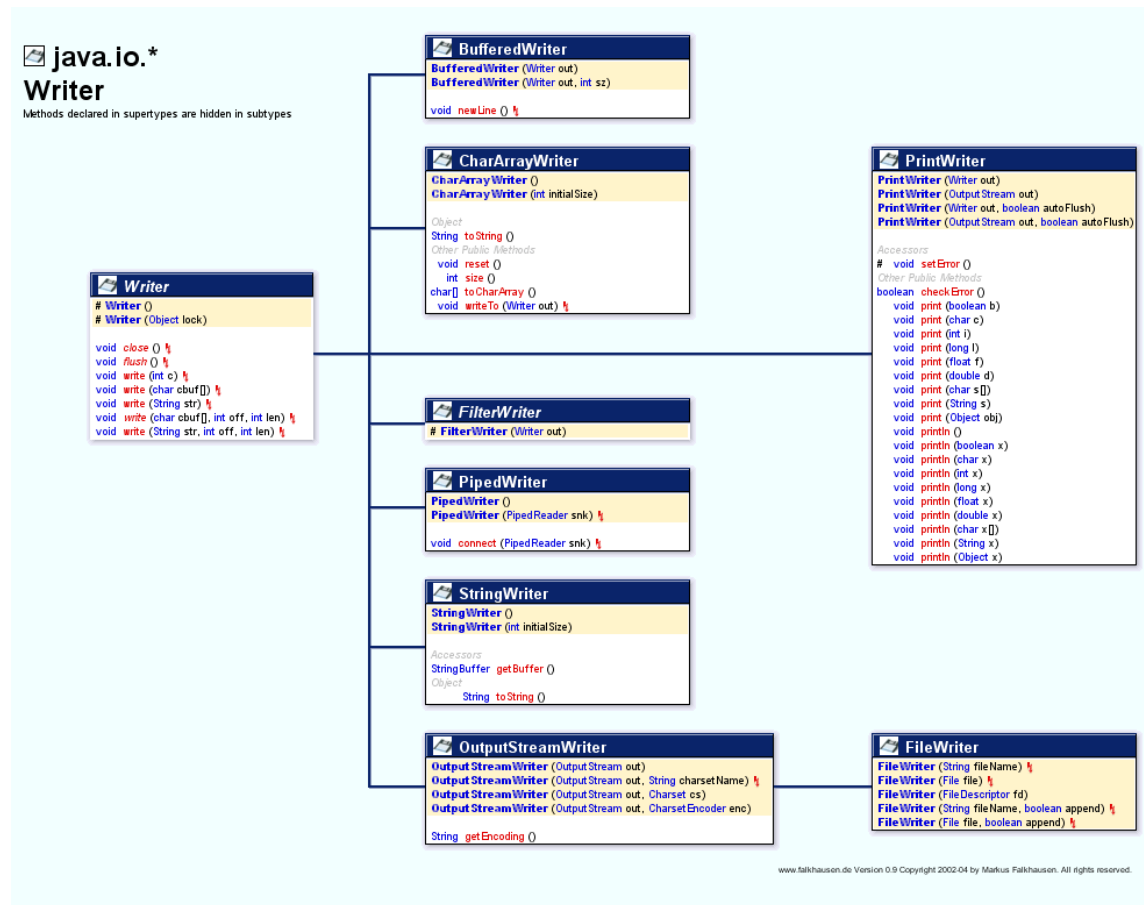 java.io.*
Writer
Methods declared in supertypes are hidden in subtypes
BufferedWriter
BufferedWriter (Writer out)
BufferedWriter (Writer out, int sz)
void newLine ()
CharArrayWriter
CharArrayWriter ()
CharArrayWriter (int initialSize)
Object
String toString ()
Other Public Methods
void reset ()
int size ()
char[] toCharArray ()
void writeTo (Writer out)
PrintWriter
PrintWriter (Writer out)
PrintWriter (OutputStream out)
PrintWriter (Writer out, boolean autoFlush)
PrintWriter (OutputStream out, boolean autoFlush)
Accessors
# void setError ()
Other Public Methods
boolean checkError ()
void print (boolean b)
void print (char c)
void print (int i)
void print (long l)
void print (float f)
void print (double d)
void print (char s[])
void print (String s)
void print (Object obj)
void println ()
void println (boolean x)
void println (char x)
void println (int x)
void println (long x)
void println (float x)
void println (double x)
void println (char x[])
void println (String x)
void println (Object x)
Writer
# Writer ()
# Writer (Object lock)
void close ()
void flush ()
void write (int c)
void write (char cbuf[])
void write (String str)
void write (char cbuf[], int off, int len)
void write (String str, int off, int len)
FilterWriter
# FilterWriter (Writer out)
PipedWriter
PipedWriter ()
PipedWriter (PipedReader snk)
void connect (PipedReader snk)
StringWriter
StringWriter ()
StringWriter (int initialSize)
Accessors
StringBuffer getBuffer ()
Object
String toString ()
OutputStreamWriter
OutputStreamWriter (OutputStream out)
OutputStreamWriter (OutputStream out, String charsetName)
OutputStreamWriter (OutputStream out, Charset cs)
OutputStreamWriter (OutputStream out, CharsetEncoder enc)
String getEncoding ()
FileWriter
FileWriter (String fileName)
FileWriter (File file)
FileWriter (FileDescriptor fd)
FileWriter (String fileName, boolean append)
FileWriter (File file, boolean append)
www.falkhausen.de Version 0.9 Copyright 2002-04 by Markus Falkhausen. All rights reserved.